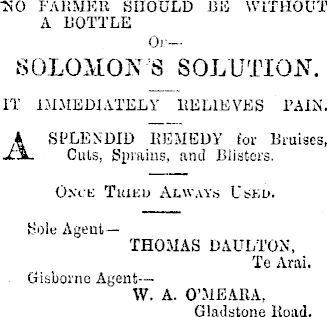 NO FARMER SHOULD BE WITHOUT
A BOTTLE
Of—
SOLOMON'S SOLUTION.
IT IMMEDIATELY RELIEVES PAIN.
A SPLENDID REMEDY for Bruises,
Cuts, Sprains, and Blisters.
ONCE TRIED ALWAYS USED.
Sole Agent—
THOMAS DAULTON,
Te Arai.
Gisborne Agent—
W. A. O'MEARA,
Gladstone Road.